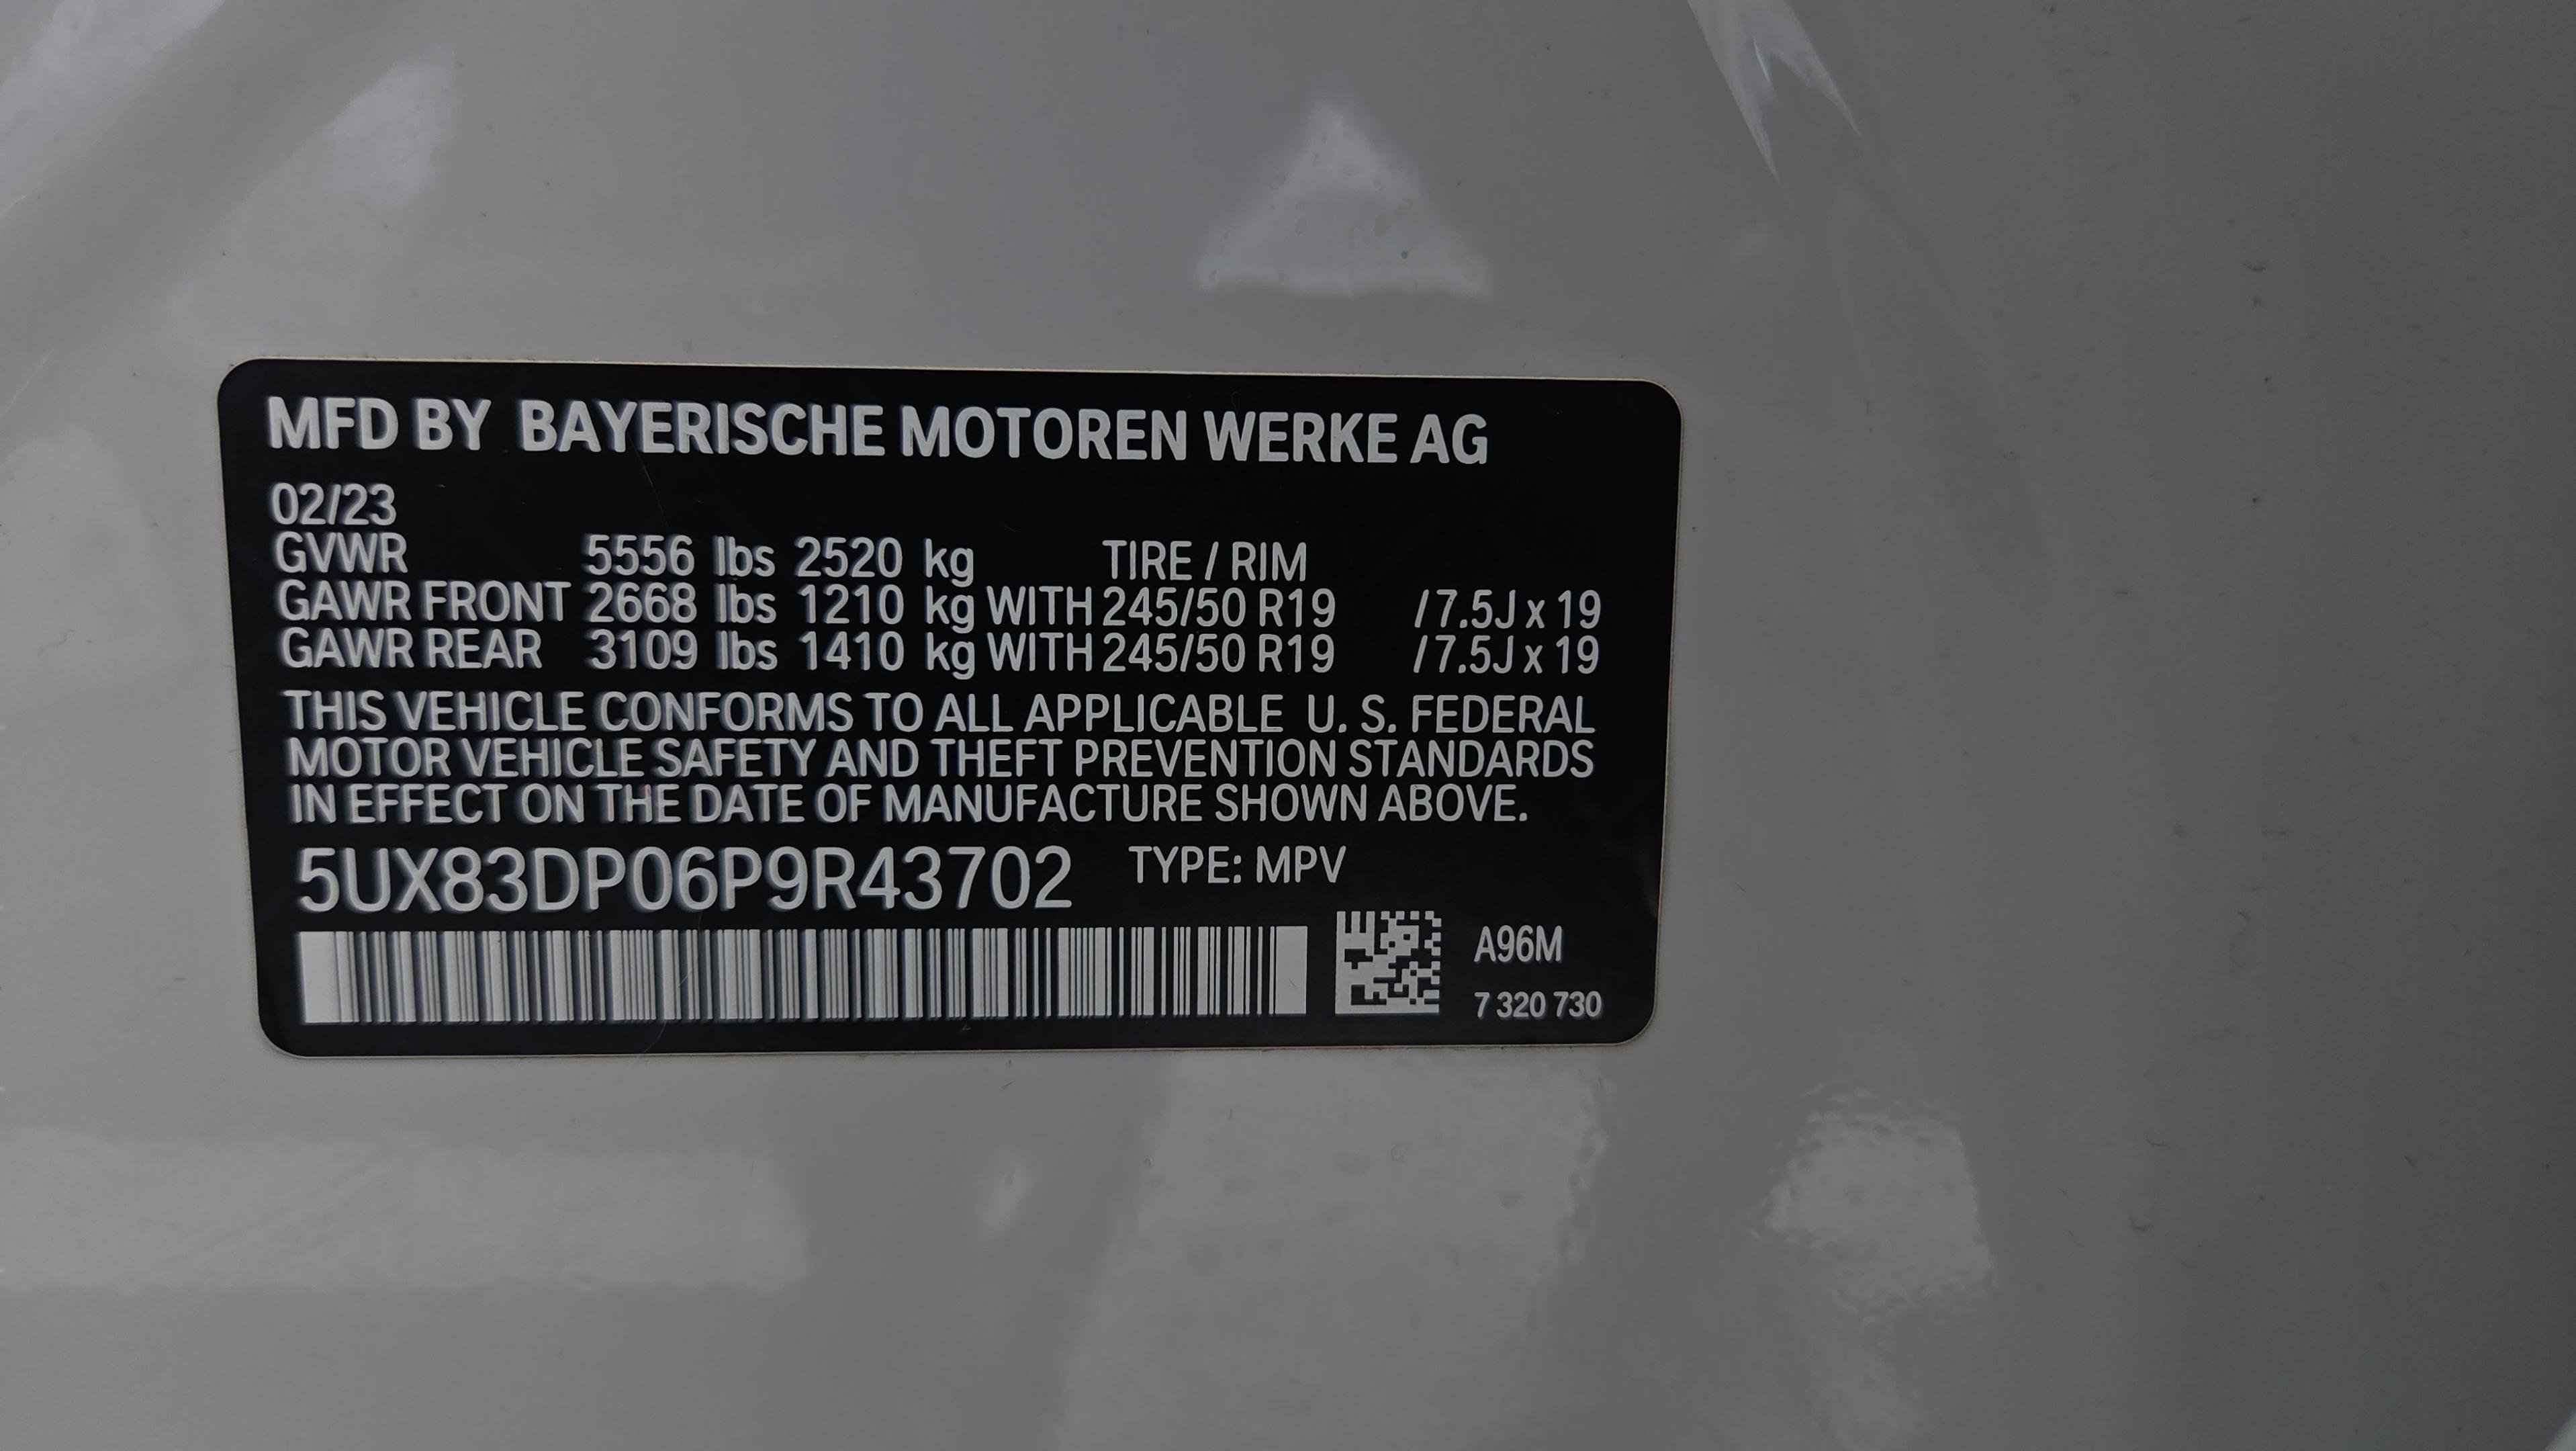 MFD BY BAYERISCHE MOTOREN WERKE AG
02/23
GVWR 5556 lbs 2520 kg TIRE / RIM
GAWR FRONT 2668 lbs 1210 kg WITH 245/50 R19 / 7.5J x 19
GAWR REAR 3109 lbs 1410 kg WITH 245/50 R19 / 7.5J x 19
THIS VEHICLE CONFORMS TO ALL APPLICABLE U. S. FEDERAL
MOTOR VEHICLE SAFETY AND THEFT PREVENTION STANDARDS
IN EFFECT ON THE DATE OF MANUFACTURE SHOWN ABOVE.
5UX83DP06P9R43702 TYPE: MPV
A96M
7 320 730